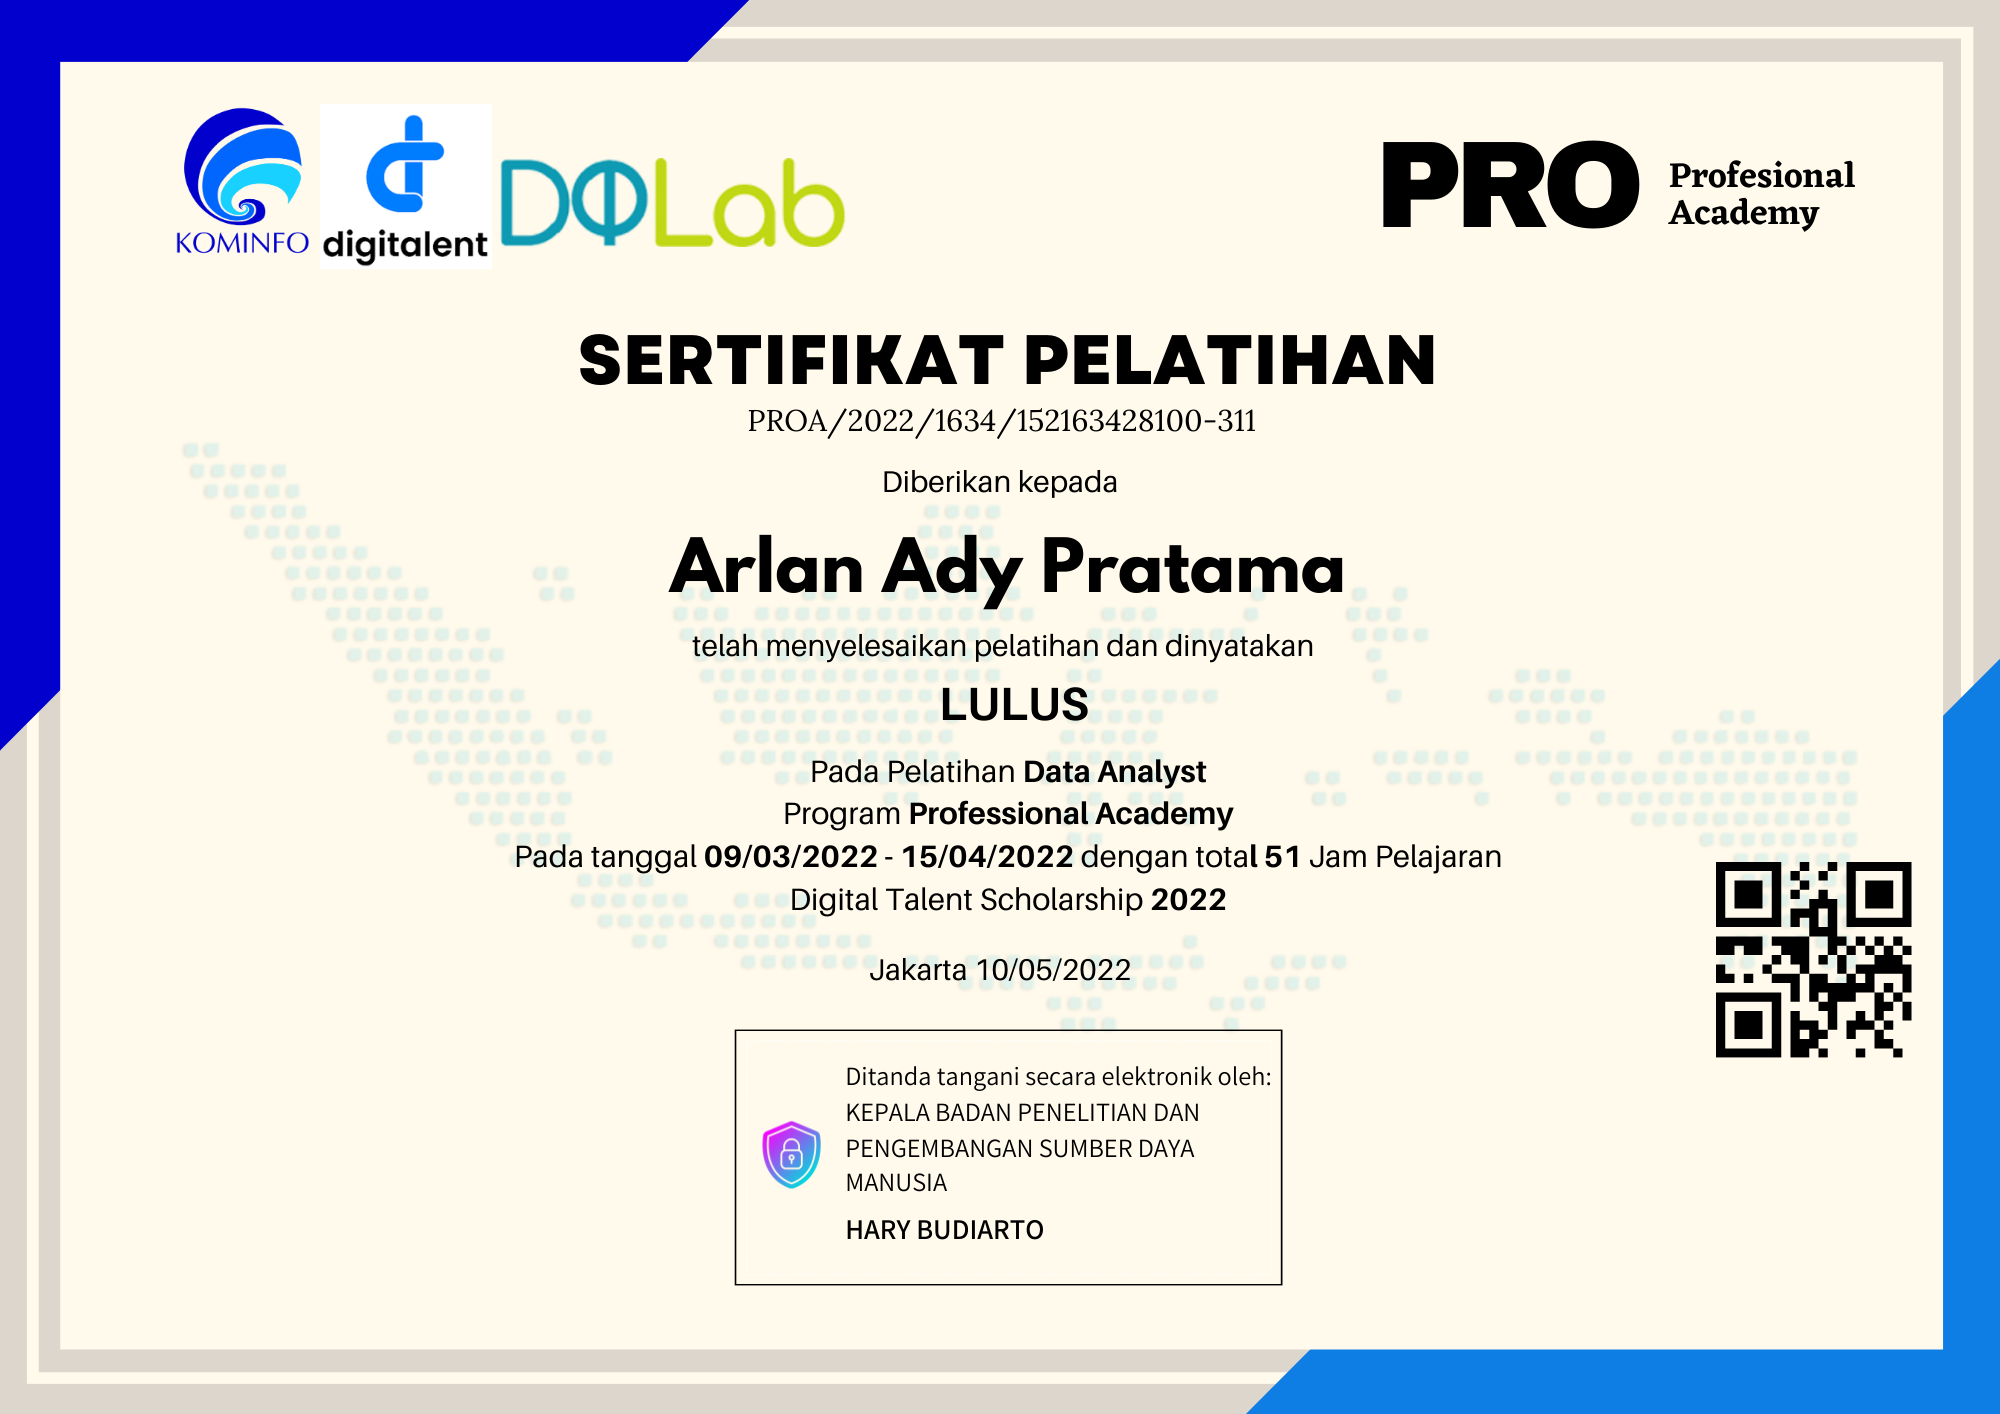 KOMINFO
digitalent
DQLab
PRO Profesional
Academy
SERTIFIKAT PELATIHAN
PROA/2022/1634/152163428100-311
Diberikan kepada
Arlan Ady Pratama
telah menyelesaikan pelatihan dan dinyatakan
LULUS
Pada Pelatihan Data Analyst
Program Professional Academy
Pada tanggal 09/03/2022 - 15/04/2022 dengan total 51 Jam Pelajaran
Digital Talent Scholarship 2022
Jakarta 10/05/2022
Ditanda tangani secara elektronik oleh:
KEPALA BADAN PENELITIAN DAN
PENGEMBANGAN SUMBER DAYA
MANUSIA
HARY BUDIARTO